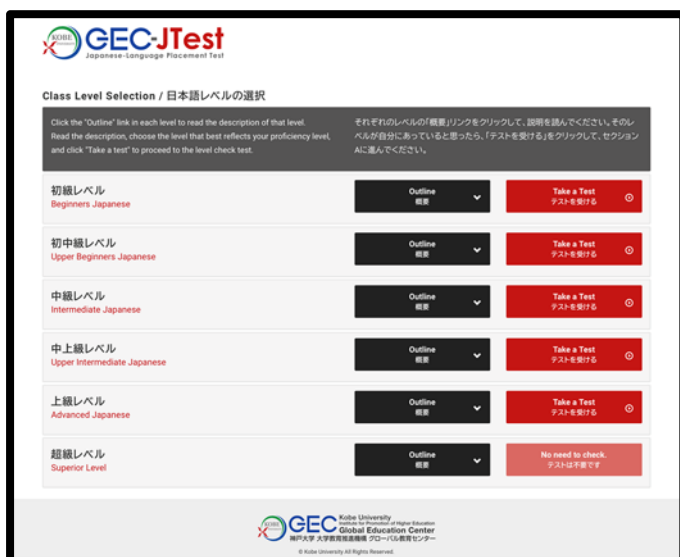 KOBE
GEC-JTest
Japanese-Language Placement Test
Class Level Selection / 日本語レベルの選択
Click the "Outline" link in each level to read the description of that level.
Read the description, choose the level that best reflects your proficiency level,
and click "Take a test" to proceed to the level check test.
それぞれのレベルの「概要」リンクをクリックして、説明を読んでください。そのレ
ベルが自分にあっていると思ったら、「テストを受ける」をクリックして、セクション
Aに進んでください。
初級レベル
Beginners Japanese
Outline
概要
Take a Test
テストを受ける
初中級レベル
Upper Beginners Japanese
Outline
概要
Take a Test
テストを受ける
中級レベル
Intermediate Japanese
Outline
概要
Take a Test
テストを受ける
中上級レベル
Upper Intermediate Japanese
Outline
概要
Take a Test
テストを受ける
上級レベル
Advanced Japanese
Outline
概要
Take a Test
テストを受ける
超級レベル
Superior Level
Outline
概要
No need to check.
テストは不要です
KOBE
GEC
Kobe University
Institute for Promotion of Higher Education
Global Education Center
神戸大学 大学教育推進機構 グローバル教育センター
© Kobe University All Rights Reserved.